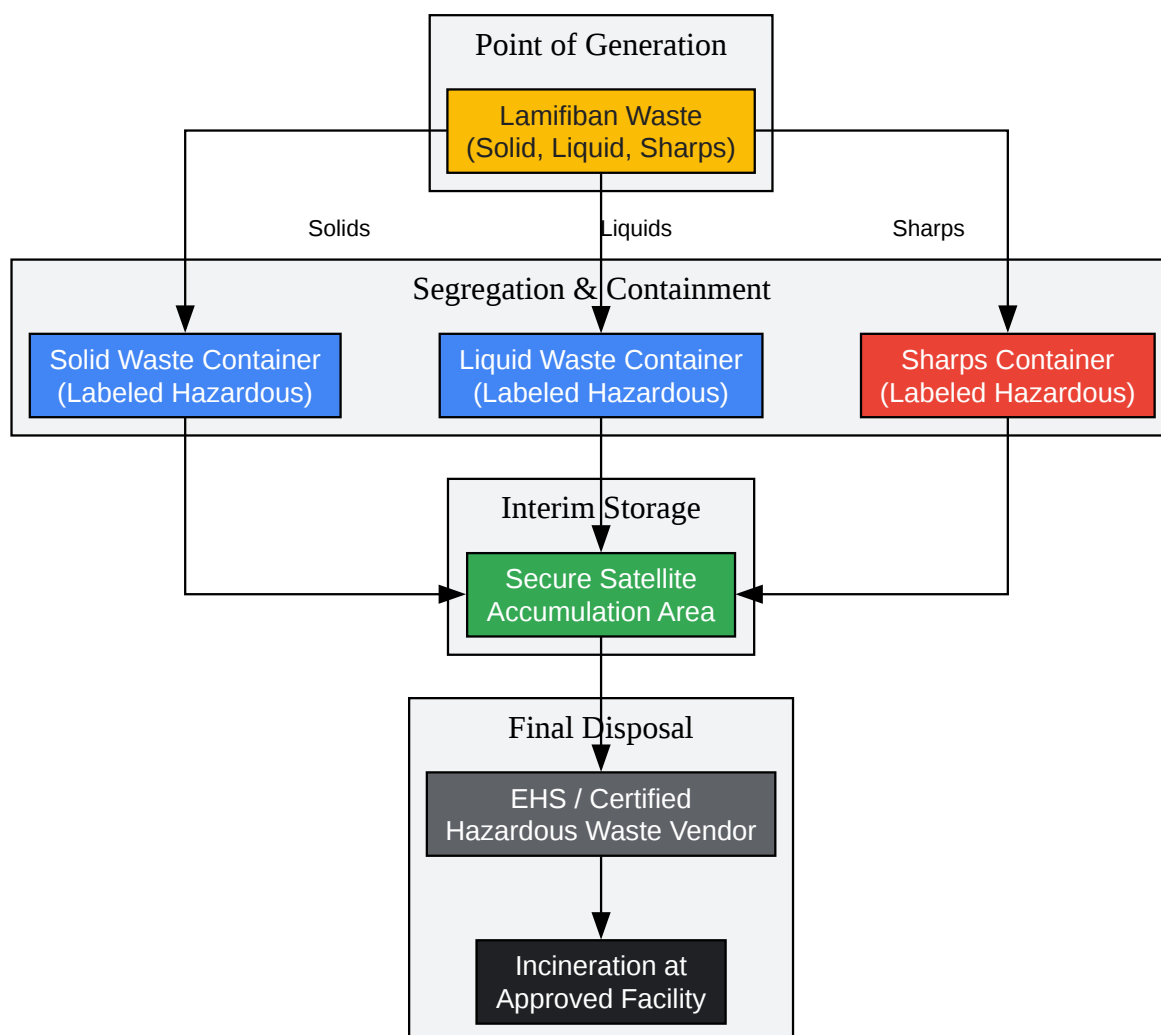 Point of Generation
Lamifiban Waste
(Solid, Liquid, Sharps)
Solids
Liquids
Sharps
Segregation & Containment
Solid Waste Container
(Labeled Hazardous)
Liquid Waste Container
(Labeled Hazardous)
Sharps Container
(Labeled Hazardous)
Interim Storage
Secure Satellite
Accumulation Area
Final Disposal
EHS / Certified
Hazardous Waste Vendor
Incineration at
Approved Facility